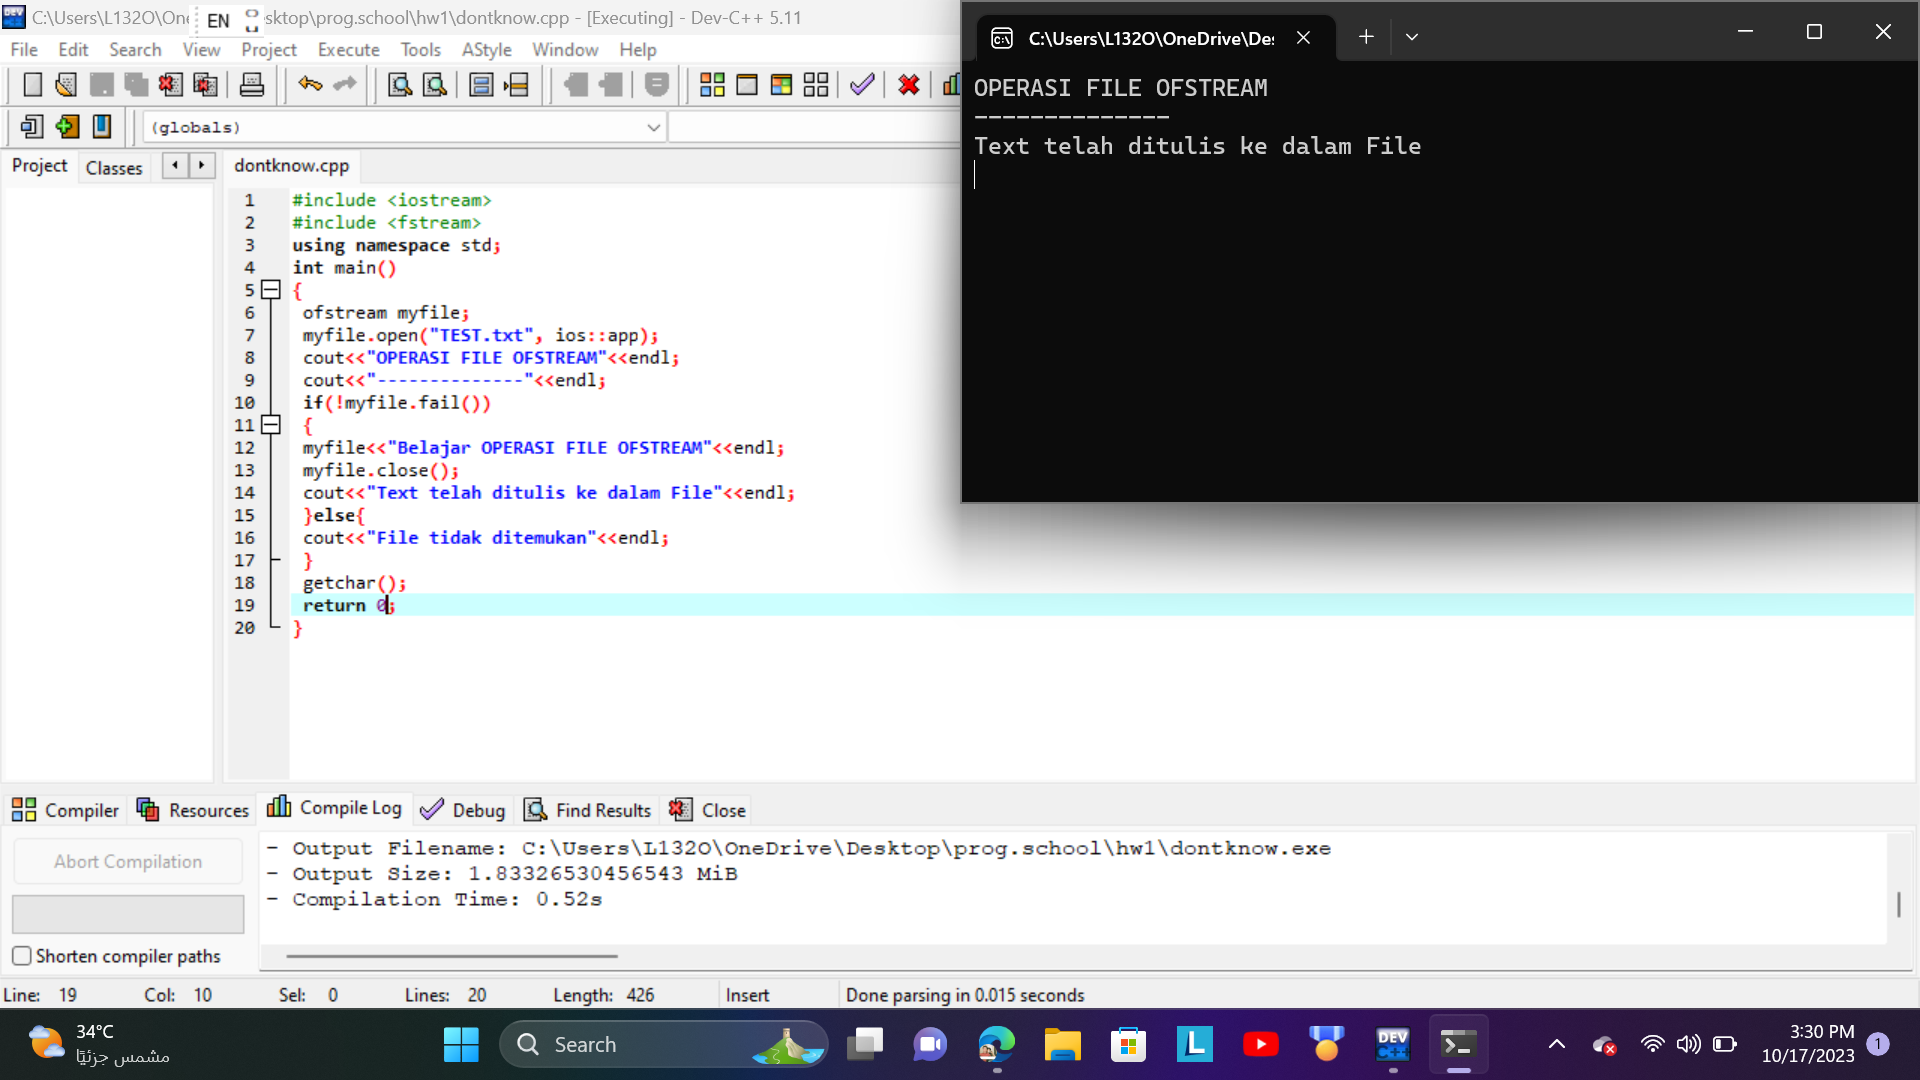 C:\Users\L132O\One
EN
sktop\prog.school\hw1\dontknow.cpp - [Executing] - Dev-C++ 5.11
File Edit Search View Project Execute Tools AStyle Window Help
(globals)
Project Classes
dontknow.cpp
1 #include <iostream>
2 #include <fstream>
3 using namespace std;
4 int main()
5 {
6 ofstream myfile;
7 myfile.open("TEST.txt", ios::app);
8 cout<<"OPERASI FILE OFSTREAM"<<endl;
9 cout<<"--------------"<<endl;
10 if(!myfile.fail())
11 {
12 myfile<<"Belajar OPERASI FILE OFSTREAM"<<endl;
13 myfile.close();
14 cout<<"Text telah ditulis ke dalam File"<<endl;
15 }else{
16 cout<<"File tidak ditemukan"<<endl;
17 }
18 getchar();
19 return 0;
20 }
C:\Users\L132O\OneDrive\De
OPERASI FILE OFSTREAM
--------------
Text telah ditulis ke dalam File
Compiler Resources Compile Log Debug Find Results Close
Abort Compilation
Shorten compiler paths
- Output Filename: C:\Users\L132O\OneDrive\Desktop\prog.school\hw1\dontknow.exe
- Output Size: 1.83326530456543 MiB
- Compilation Time: 0.52s
Line: 19 Col: 10 Sel: 0 Lines: 20 Length: 426 Insert Done parsing in 0.015 seconds
34°C
مشمس جزئيًا
Search
L
DEV
C++
3:30 PM
10/17/2023
1